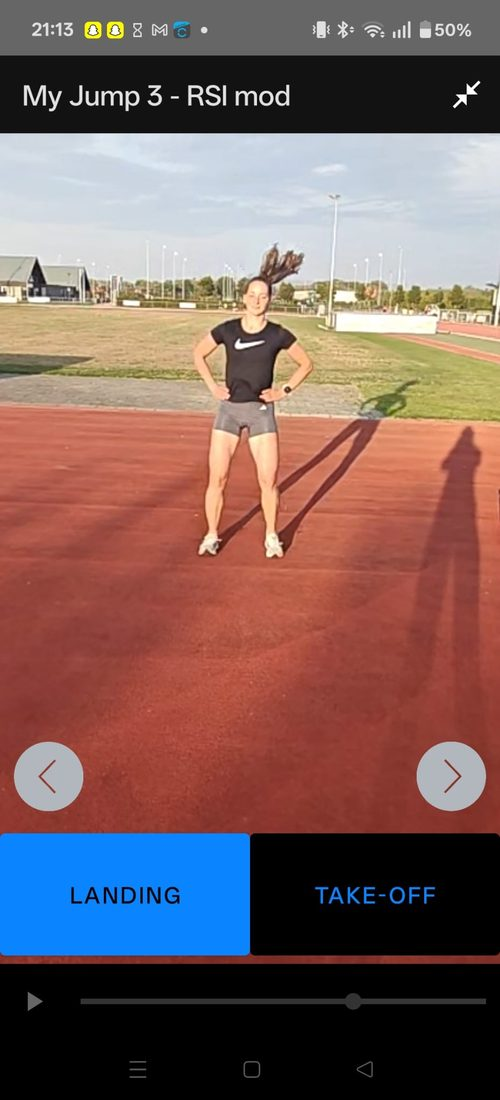 21:13
50%
My Jump 3 - RSI mod
LANDING
TAKE-OFF